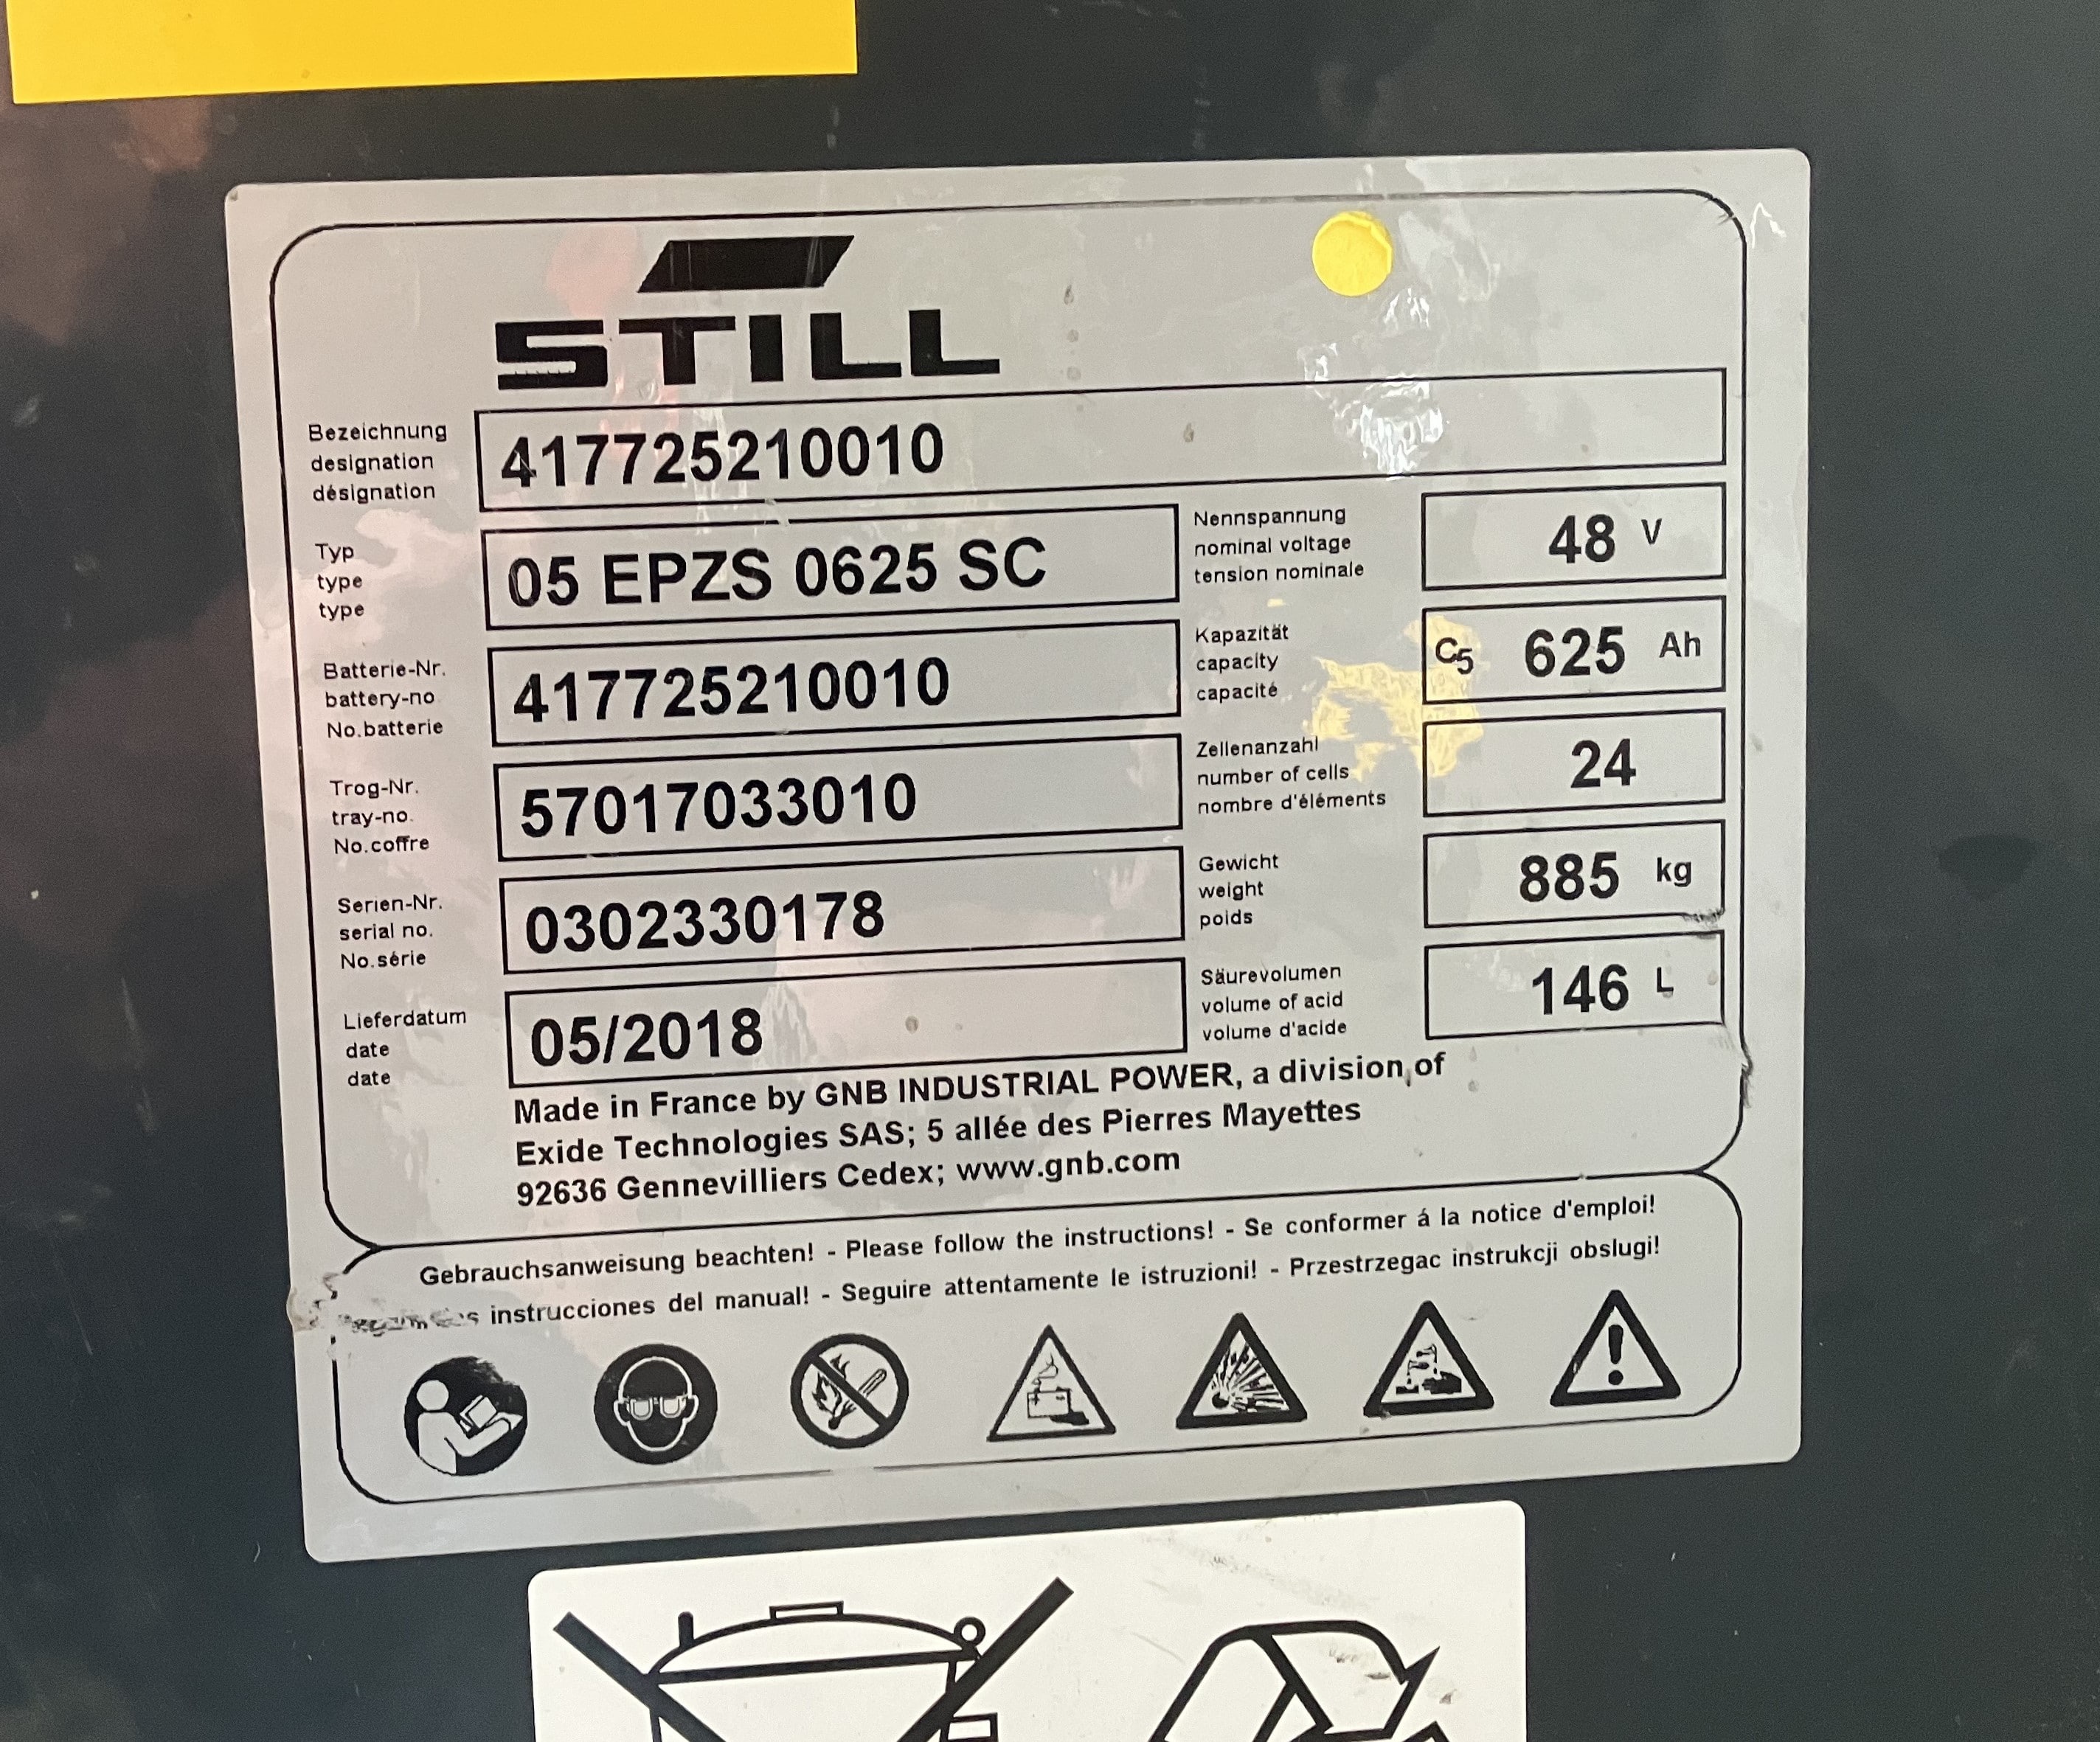 STILL
Bezeichnung
designation
désignation
417725210010
Typ
type
type
05 EPZS 0625 SC
Nennspannung
nominal voltage
tension nominale
48 V
Batterie-Nr.
battery-no
No.batterie
417725210010
Kapazität
capacity
capacité
C5 625 Ah
Trog-Nr.
tray-no.
No.coffre
57017033010
Zellenanzahl
number of cells
nombre d'éléments
24
Serien-Nr.
serial no.
No.série
0302330178
Gewicht
weight
poids
885 kg
Lieferdatum
date
date
05/2018
Säurevolumen
volume of acid
volume d'acide
146 L
Made in France by GNB INDUSTRIAL POWER, a division of
Exide Technologies SAS; 5 allée des Pierres Mayettes
92636 Gennevilliers Cedex; www.gnb.com
Gebrauchsanweisung beachten! - Please follow the instructions! - Se conformer á la notice d'emploi!
instrucciones del manual! - Seguire attentamente le istruzioni! - Przestrzegac instrukcji obslugi!